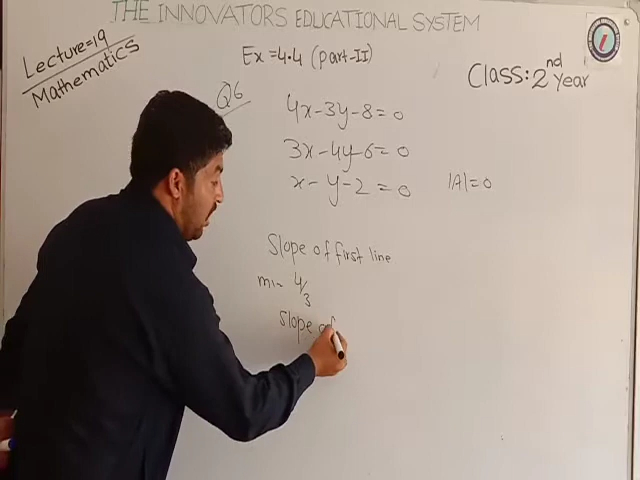 THE INNOVATORS EDUCATIONAL SYSTEM
Lecture=19
Mathematics
Ex=4.4 (part-II)
Class: 2nd year
Q6
4x-3y-8=0
3x-4y-6=0
x-y-2=0 |A|=0
Slope of first line
m1= 4/3
Slope of